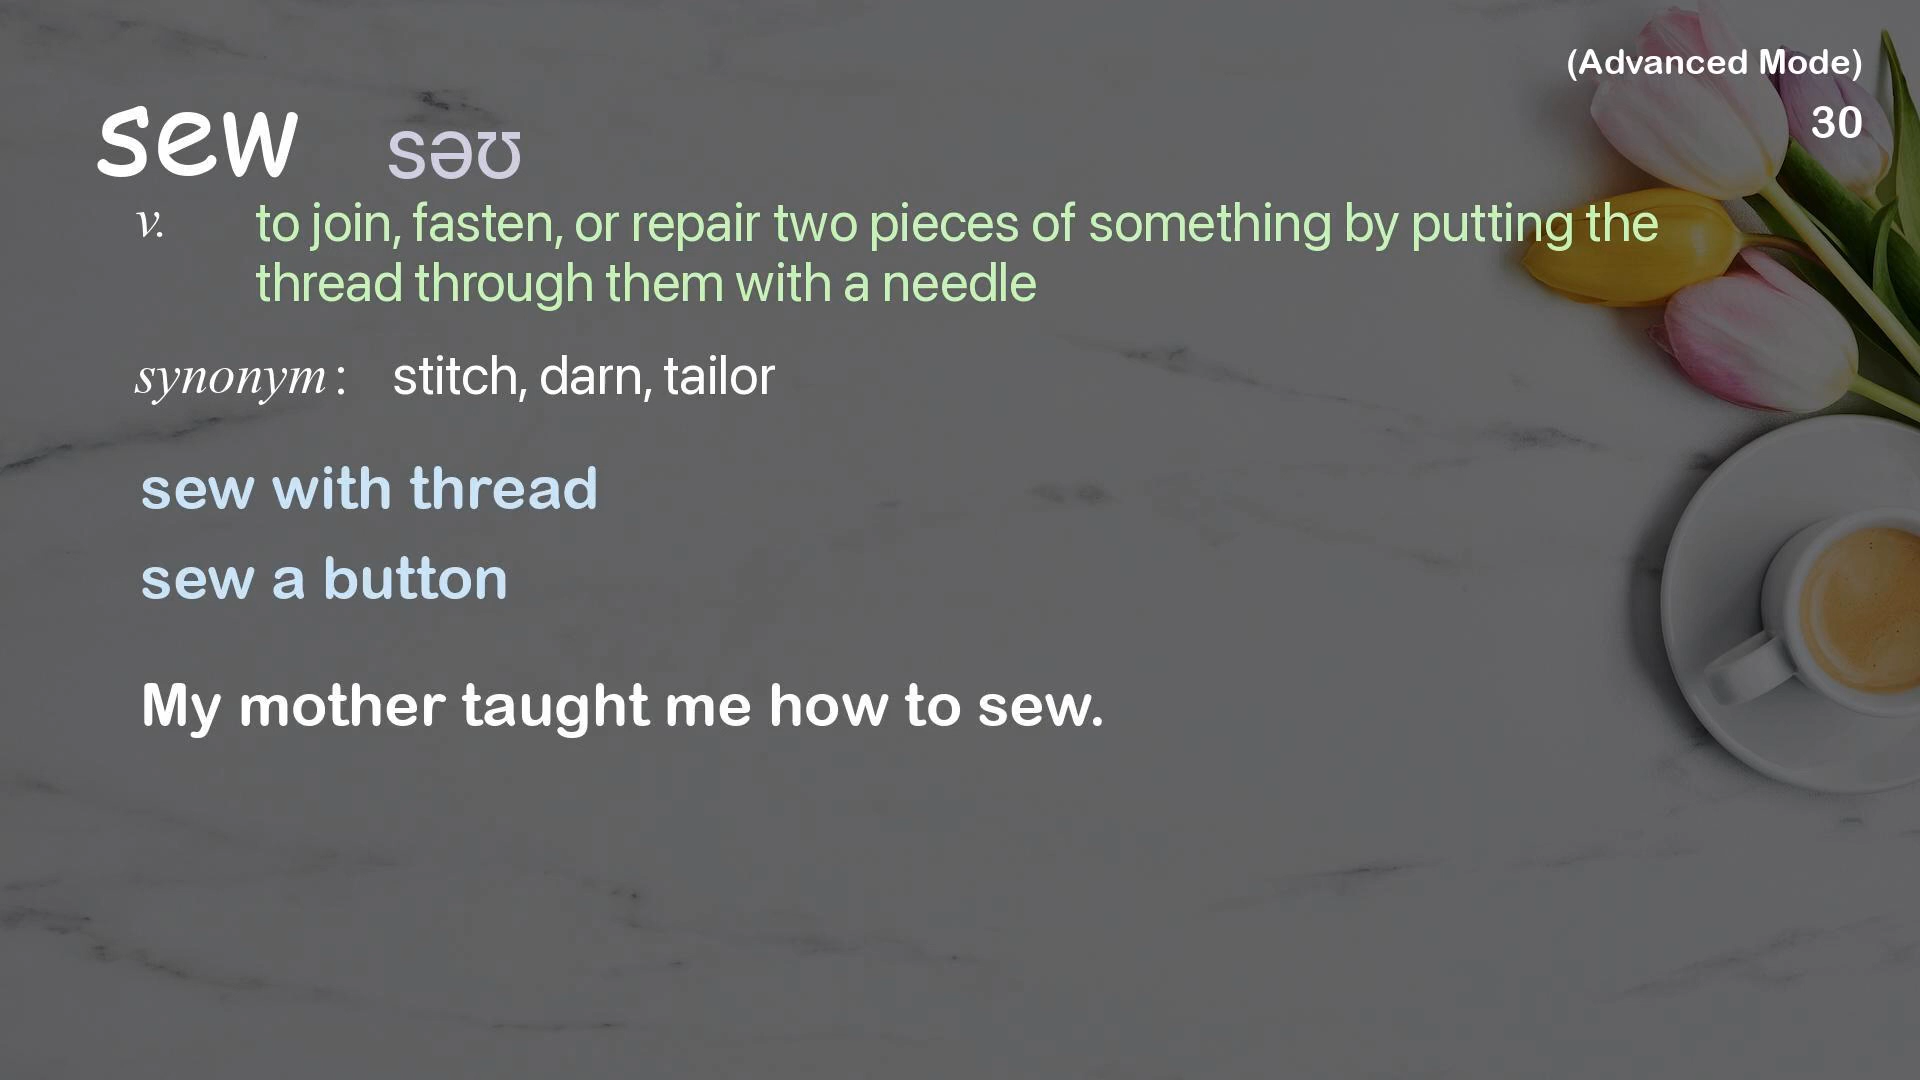 (Advanced Mode)
30
sew səʊ
v. to join, fasten, or repair two pieces of something by putting the
thread through them with a needle
synonym: stitch, darn, tailor
sew with thread
sew a button
My mother taught me how to sew.